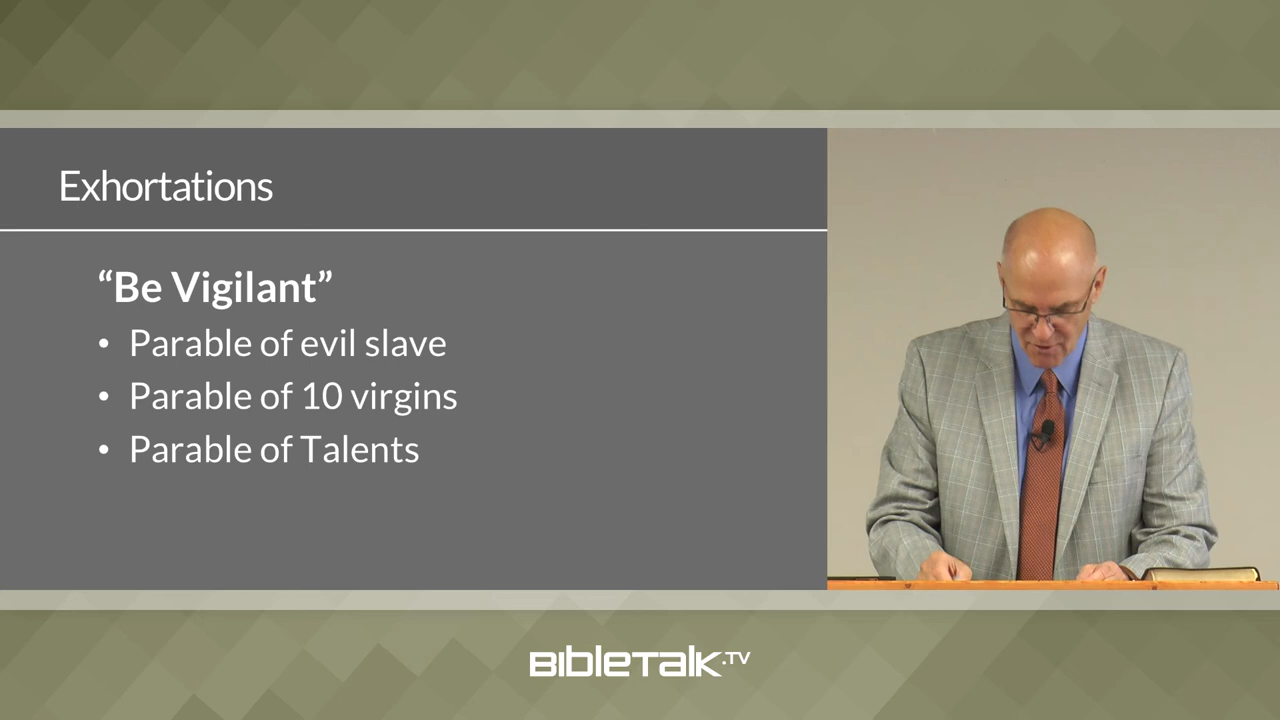 Exhortations
“Be Vigilant”
• Parable of evil slave
• Parable of 10 virgins
• Parable of Talents
BibleTalk.TV